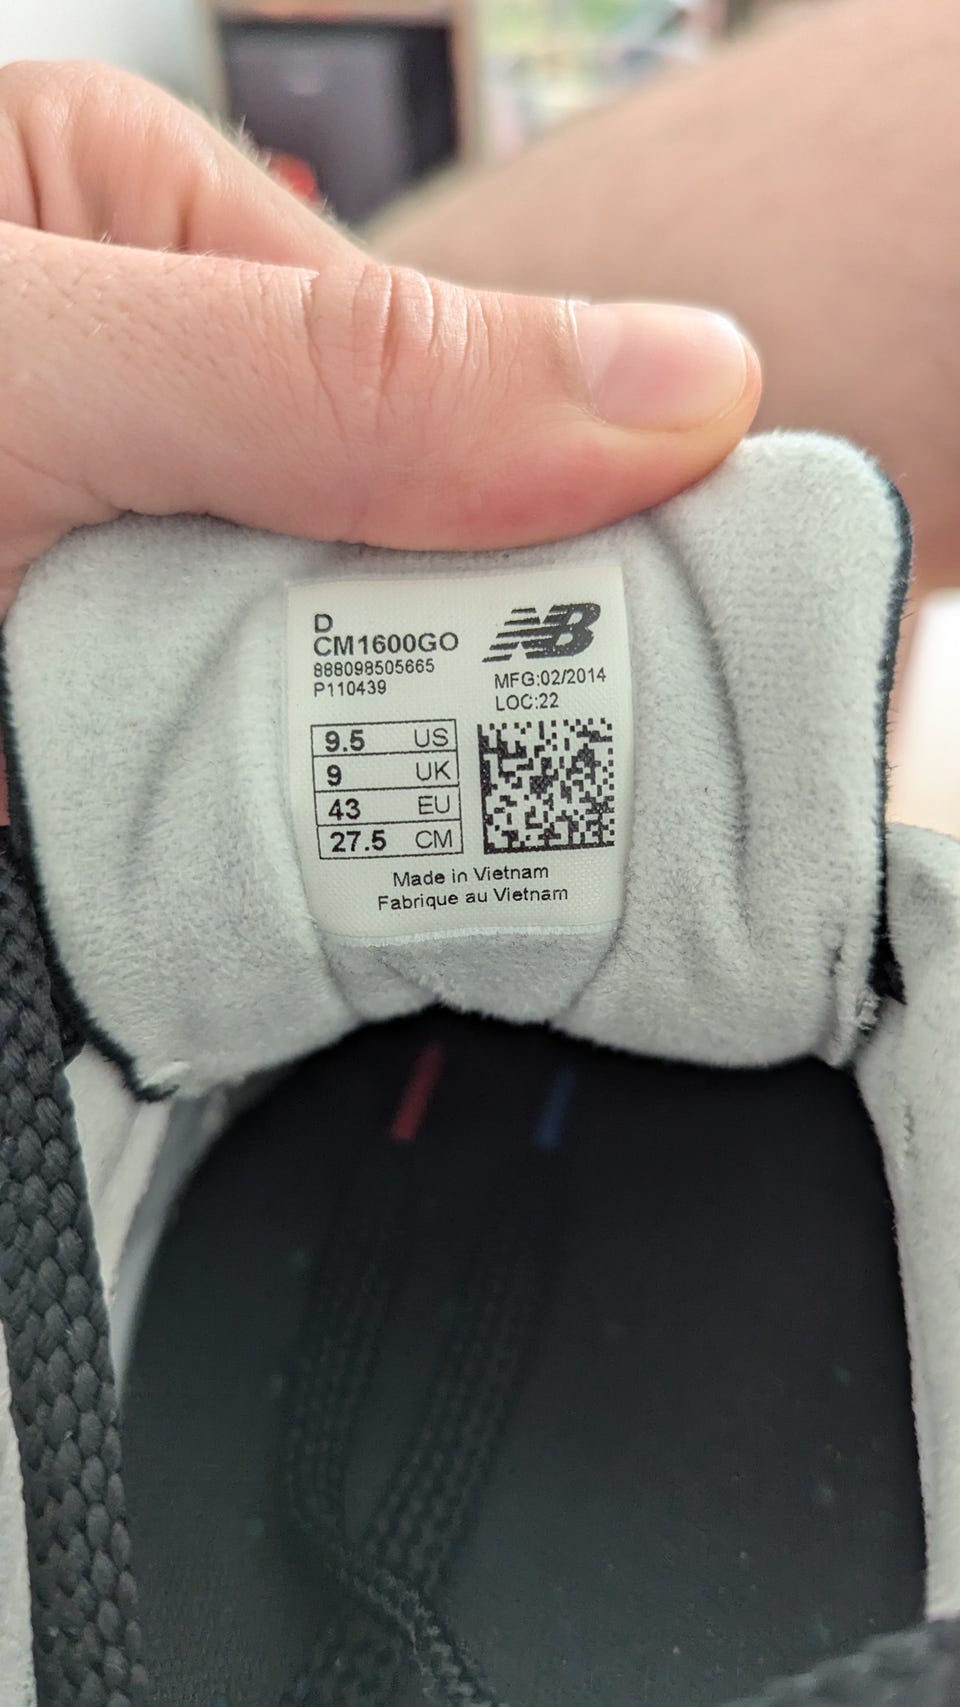 D
CM1600GO
888098505665
P110439
NB
MFG:02/2014
LOC:22
9.5 US
9 UK
43 EU
27.5 CM
Made in Vietnam
Fabrique au Vietnam